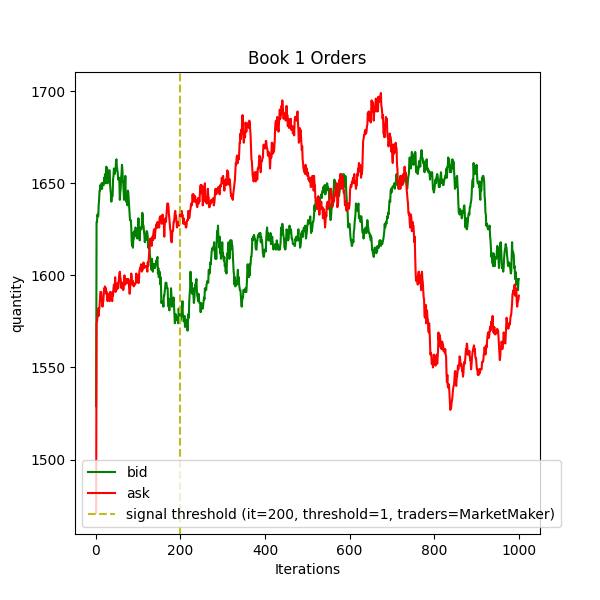 Book 1 Orders
quantity
1700
1650
1600
1550
1500
bid
ask
signal threshold (it=200, threshold=1, traders=MarketMaker)
0 200 400 600 800 1000
Iterations